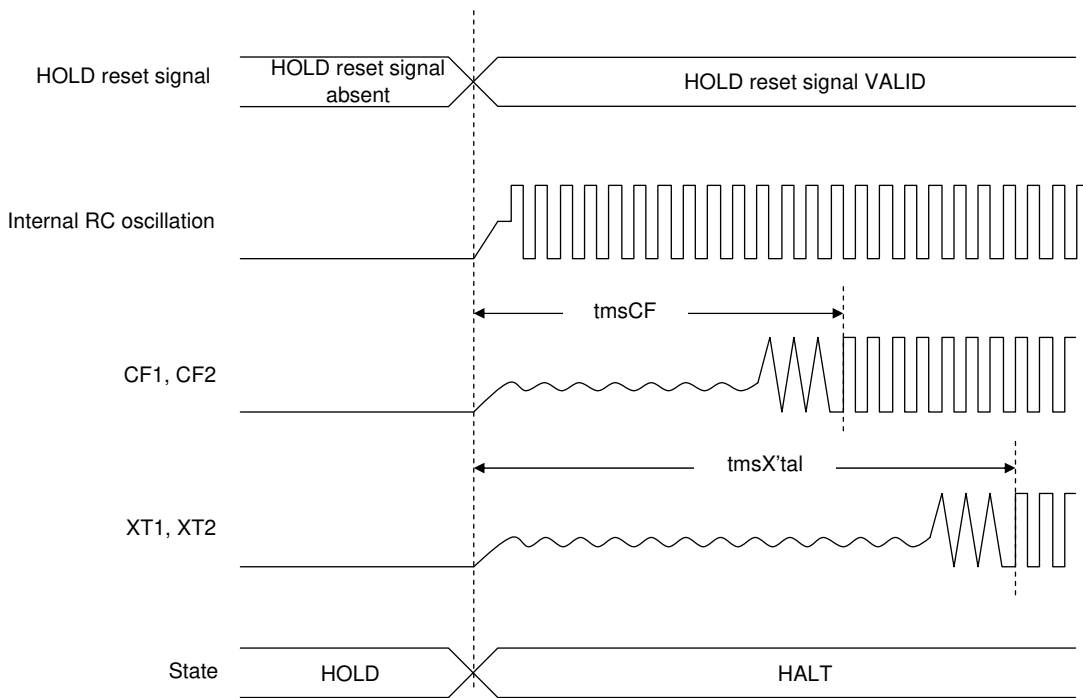 HOLD reset signal
HOLD reset signal
absent
HOLD reset signal VALID
Internal RC oscillation
tmsCF
CF1, CF2
tmsX’tal
XT1, XT2
State
HOLD
HALT